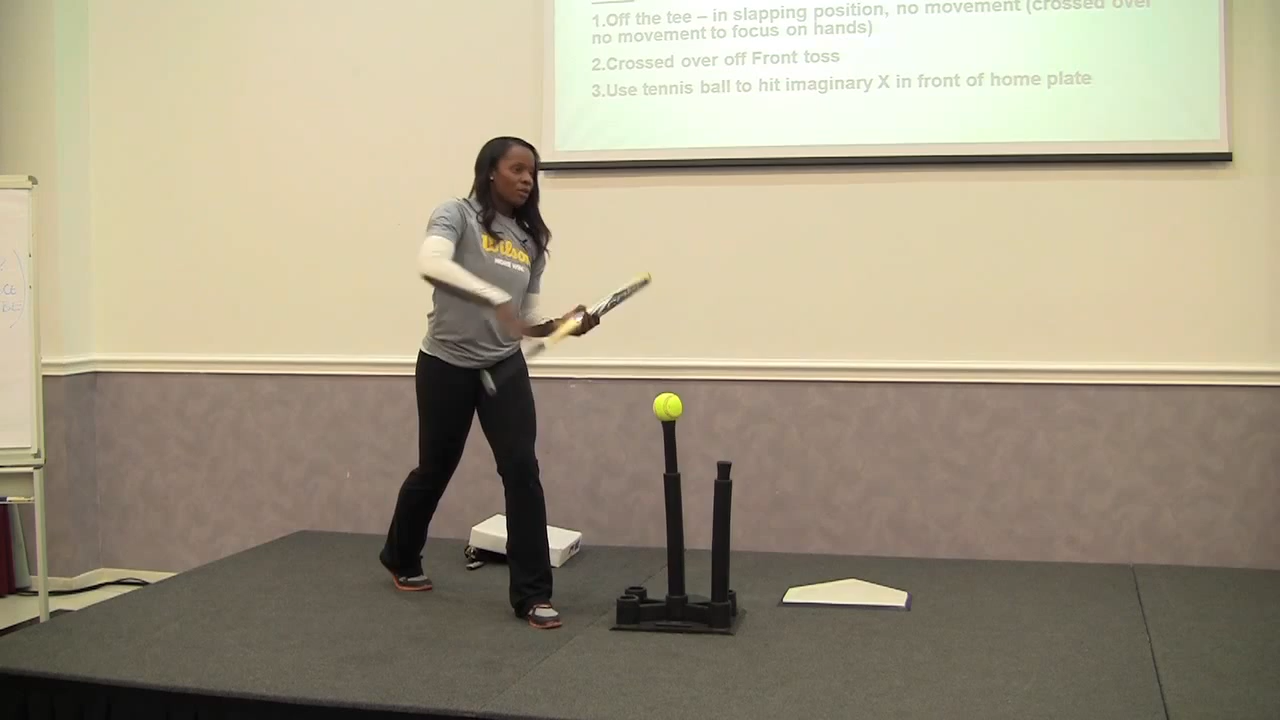 1.Off the tee – in slapping position, no movement (crossed over
no movement to focus on hands)
2.Crossed over off Front toss
3.Use tennis ball to hit imaginary X in front of home plate
Wilson